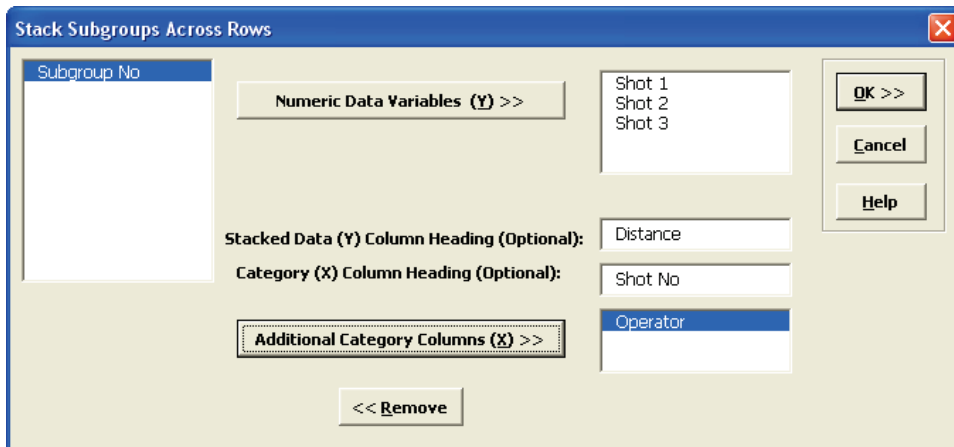 Stack Subgroups Across Rows
Subgroup No
Numeric Data Variables (Y) >>
Shot 1
Shot 2
Shot 3
OK >>
Cancel
Help
Stacked Data (Y) Column Heading (Optional):
Distance
Category (X) Column Heading (Optional):
Shot No
Additional Category Columns (X) >>
Operator
<< Remove